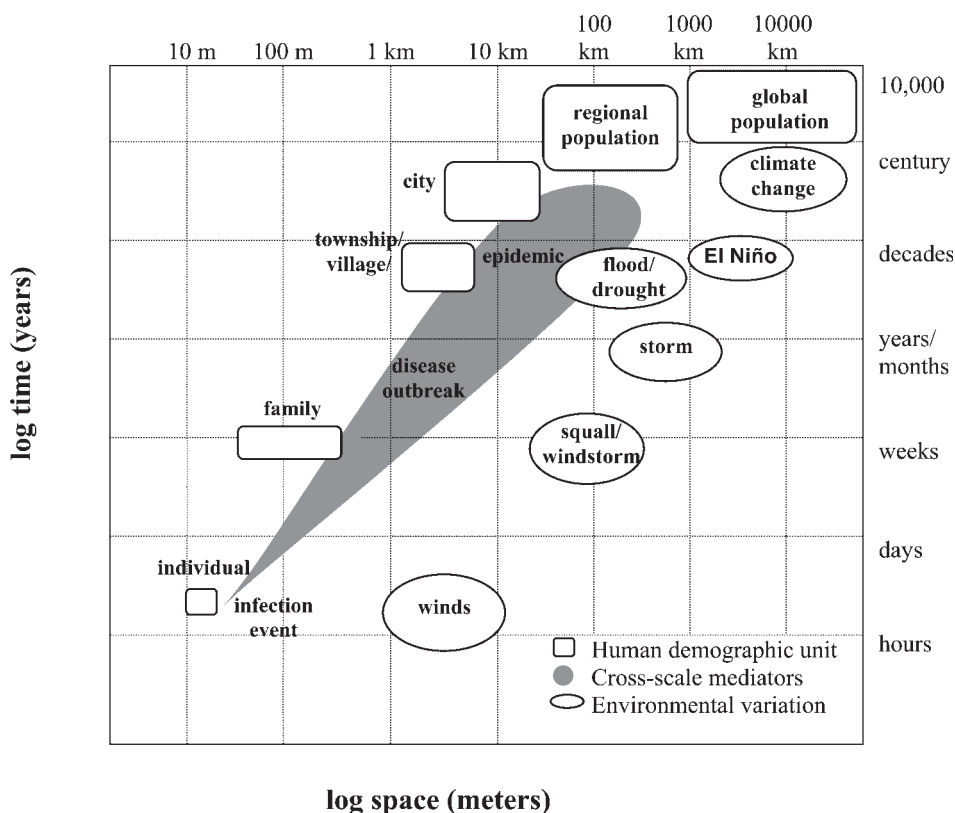 100 1000 10000
10 m 100 m 1 km 10 km km km km
10,000
global
population
regional
population
century
climate
change
city
township/
village/
epidemic
flood/
drought
El Niño
decades
storm
years/
months
disease
outbreak
family
squall/
windstorm
weeks
days
individual
infection
event
winds
hours
Human demographic unit
Cross-scale mediators
Environmental variation
log time (years)
log space (meters)